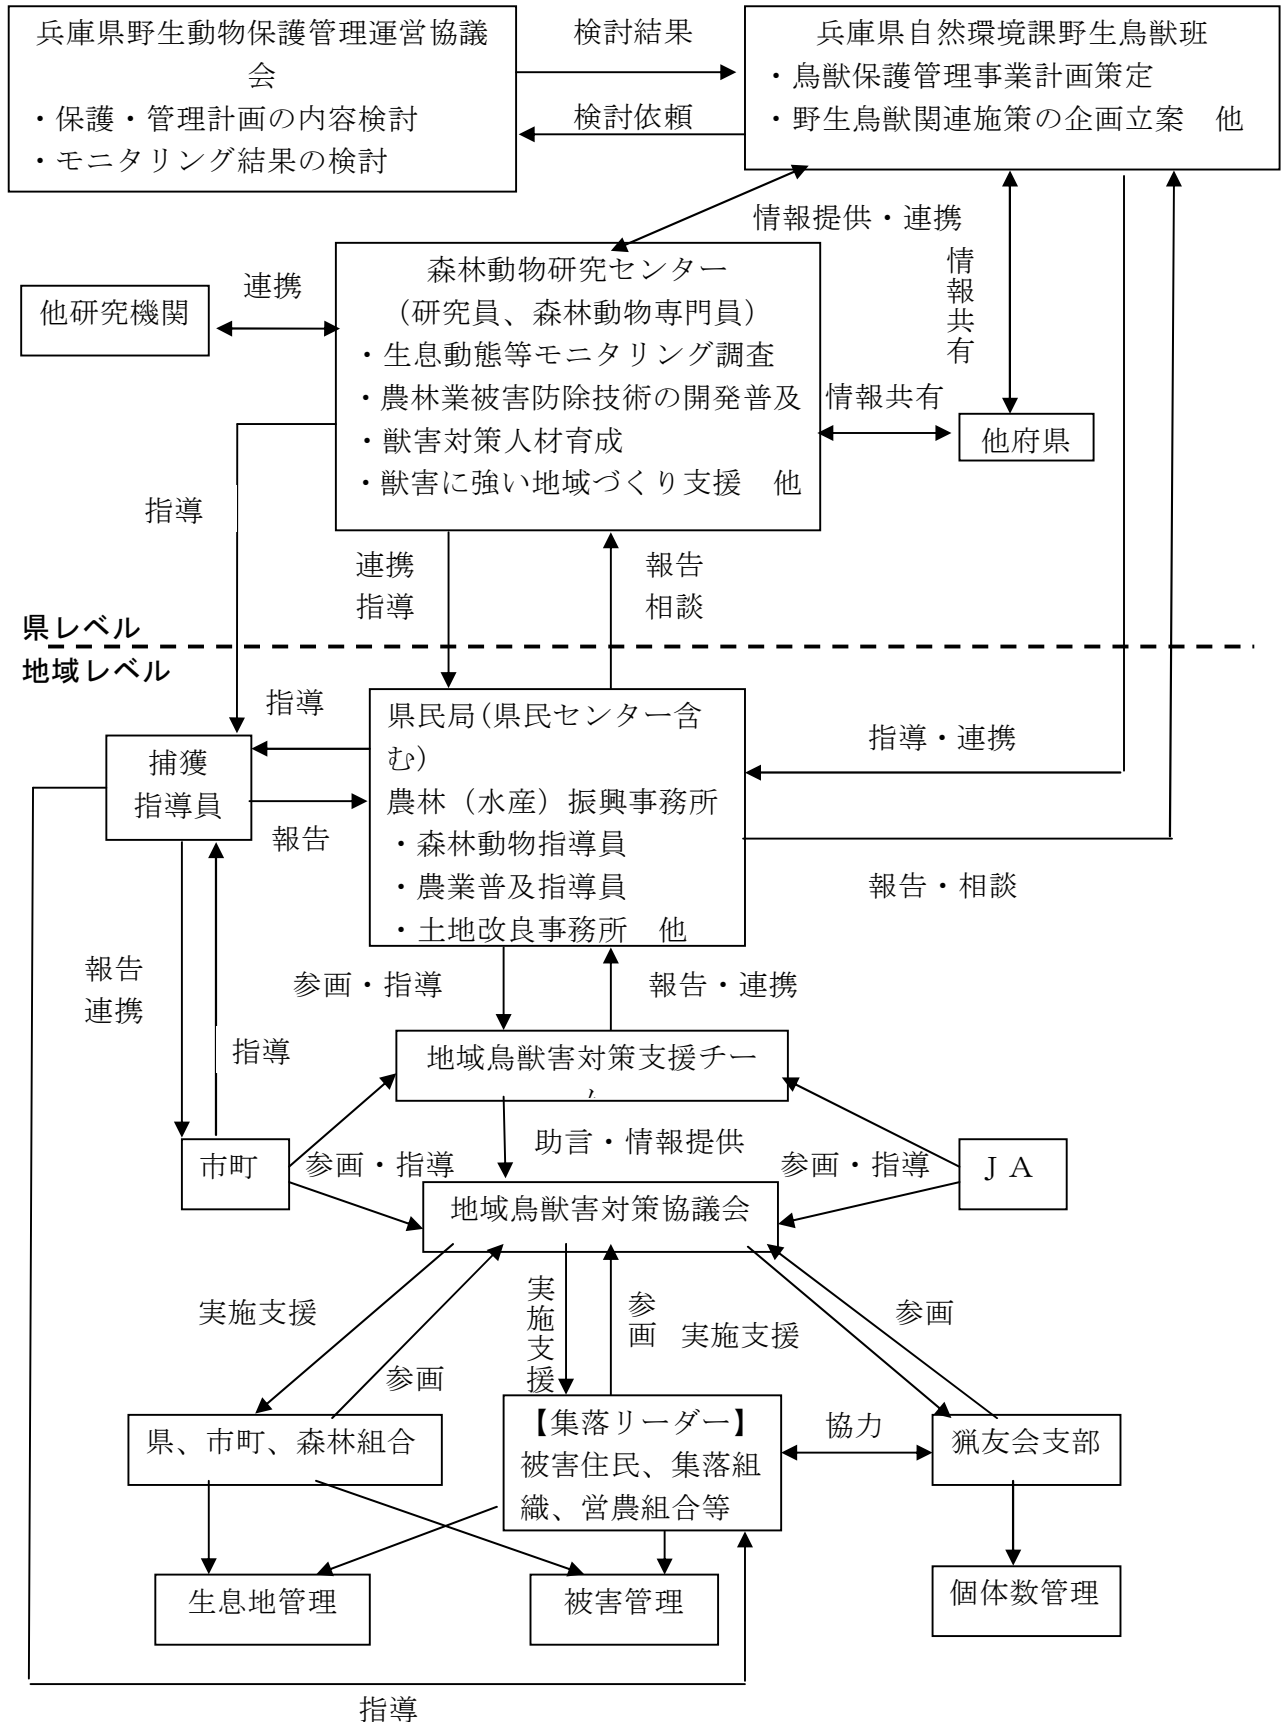 兵庫県野生動物保護管理運営協議
会
・保護・管理計画の内容検討
・モニタリング結果の検討
検討結果
検討依頼
兵庫県自然環境課野生鳥獣班
・鳥獣保護管理事業計画策定
・野生鳥獣関連施策の企画立案　他
情報提供・連携
情報共有
森林動物研究センター
（研究員、森林動物専門員）
・生息動態等モニタリング調査
・農林業被害防除技術の開発普及
・獣害対策人材育成
・獣害に強い地域づくり支援　他
連携
他研究機関
情報共有
他府県
指導
連携
指導
報告
相談
県レベル
地域レベル
指導
捕獲
指導員
報告
県民局(県民センター含
む)
農林（水産）振興事務所
・森林動物指導員
・農業普及指導員
・土地改良事務所　他
指導・連携
報告・相談
報告
連携
指導
参画・指導
報告・連携
地域鳥獣害対策支援チー
助言・情報提供
市町
参画・指導
参画・指導
ＪＡ
地域鳥獣害対策協議会
実施支援
参画
実施支援
参画
実施支援
参画
県、市町、森林組合
【集落リーダー】
被害住民、集落組
織、営農組合等
協力
猟友会支部
生息地管理
被害管理
個体数管理
指導